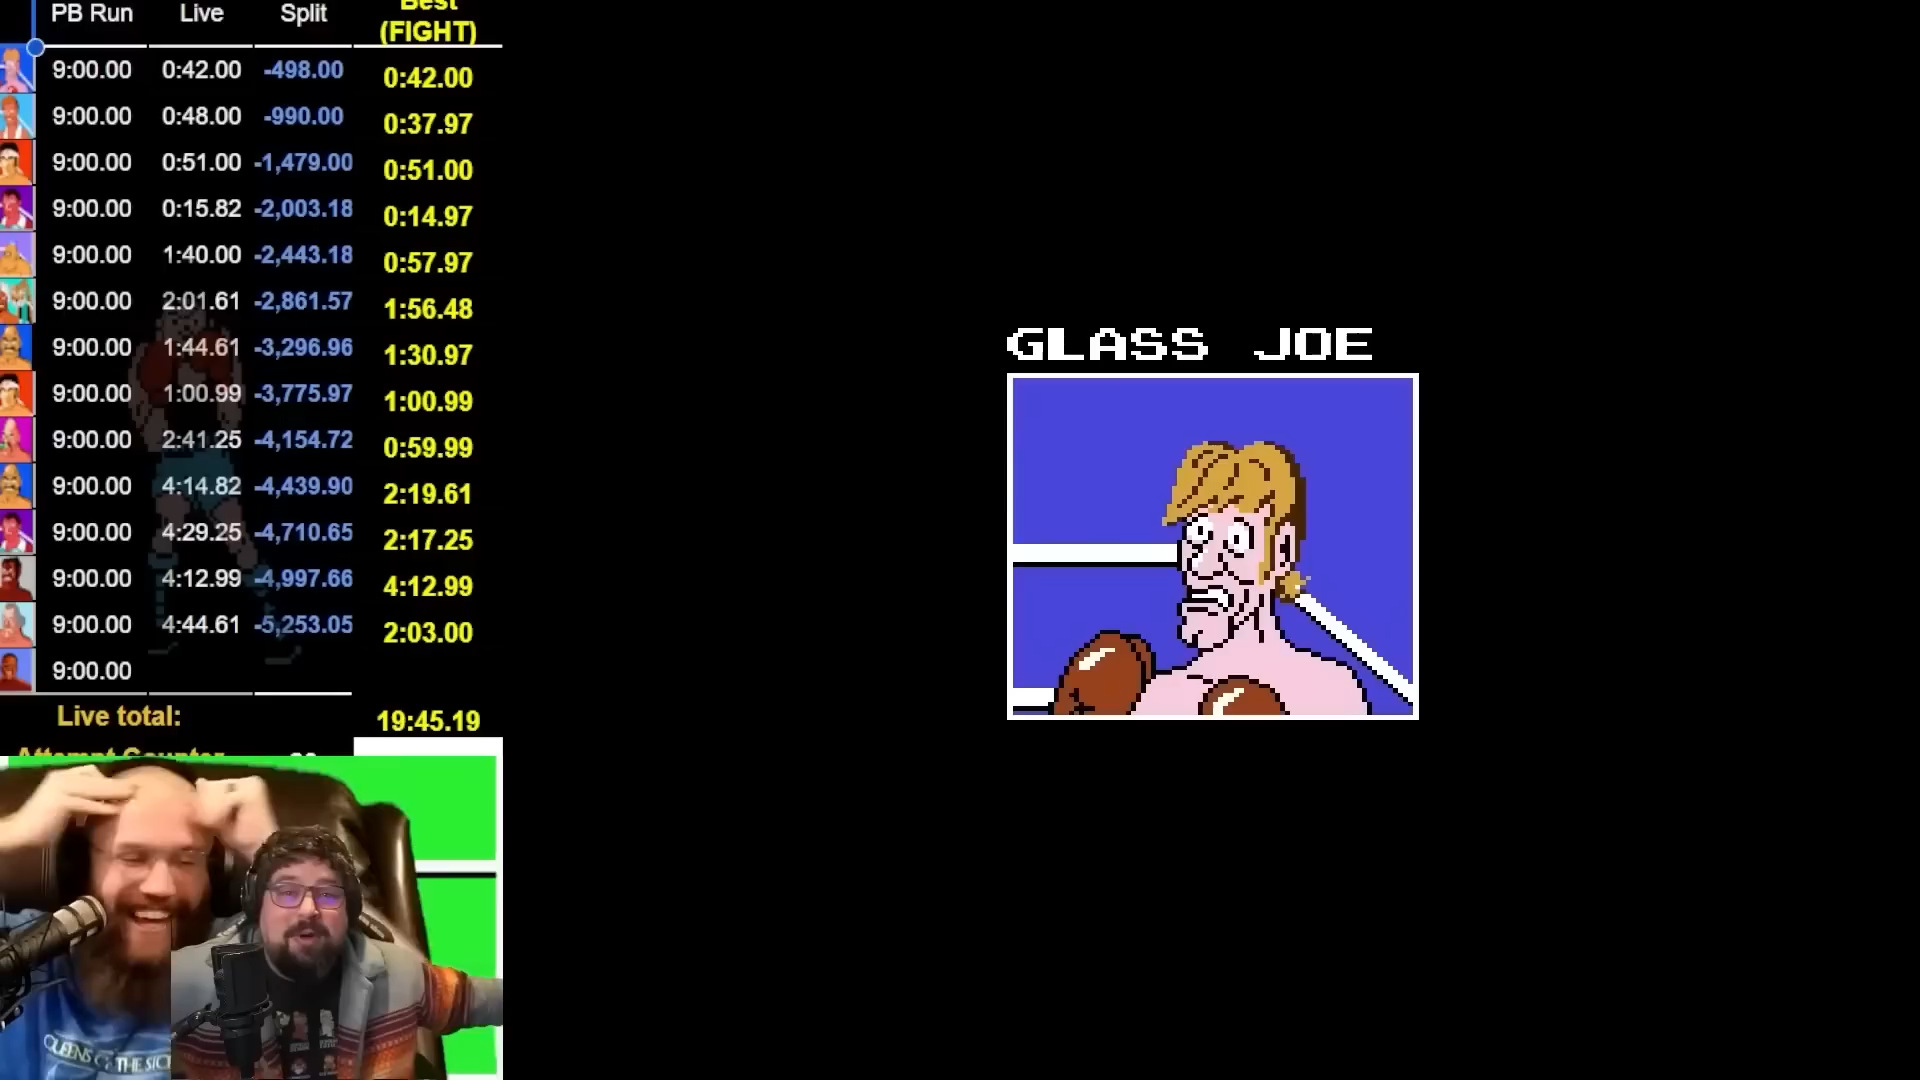 PB Run Live Split Best
(FIGHT)
9:00.00 0:42.00 -498.00 0:42.00
9:00.00 0:48.00 -990.00 0:37.97
9:00.00 0:51.00 -1,479.00 0:51.00
9:00.00 0:15.82 -2,003.18 0:14.97
9:00.00 1:40.00 -2,443.18 0:57.97
9:00.00 2:01.61 -2,861.57 1:56.48
9:00.00 1:44.61 -3,296.96 1:30.97
9:00.00 1:00.99 -3,775.97 1:00.99
9:00.00 2:41.25 -4,154.72 0:59.99
9:00.00 4:14.82 -4,439.90 2:19.61
9:00.00 4:29.25 -4,710.65 2:17.25
9:00.00 4:12.99 -4,997.66 4:12.99
9:00.00 4:44.61 -5,253.05 2:03.00
9:00.00
Live total: 19:45.19
Attempt Counter
GLASS JOE
QUEENS OF THE